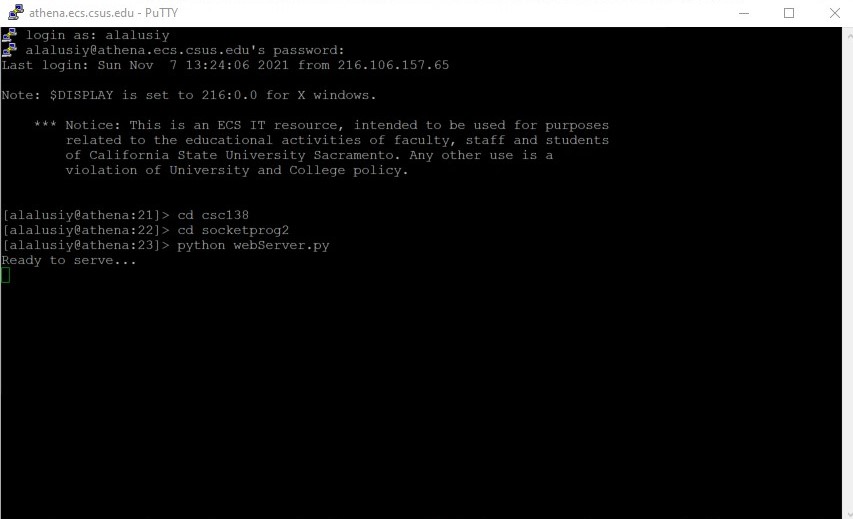 athena.ecs.csus.edu - PuTTY
login as: alalusiy
alalusiy@athena.ecs.csus.edu's password:
Last login: Sun Nov  7 13:24:06 2021 from 216.106.157.65
Note: $DISPLAY is set to 216:0.0 for X windows.
*** Notice: This is an ECS IT resource, intended to be used for purposes
related to the educational activities of faculty, staff and students
of California State University Sacramento. Any other use is a
violation of University and College policy.
[alalusiy@athena:21]> cd csc138
[alalusiy@athena:22]> cd socketprog2
[alalusiy@athena:23]> python webServer.py
Ready to serve...